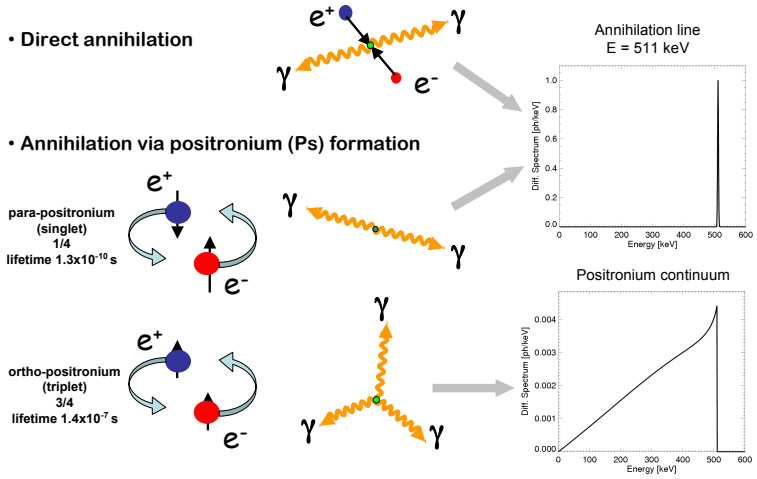 • Direct annihilation
e+
γ
γ
e-
Annihilation line
E = 511 keV
Diff. Spectrum [ph/keV]
1.0
0.8
0.6
0.4
0.2
0.0
0 100 200 300 400 500 600
Energy [keV]
• Annihilation via positronium (Ps) formation
para-positronium
(singlet)
1/4
lifetime 1.3x10-10 s
e+
e-
γ
γ
Positronium continuum
ortho-positronium
(triplet)
3/4
lifetime 1.4x10-7 s
e+
e-
γ
γ
γ
Diff. Spectrum [ph/keV]
0.004
0.003
0.002
0.001
0.000
0 100 200 300 400 500 600
Energy [keV]